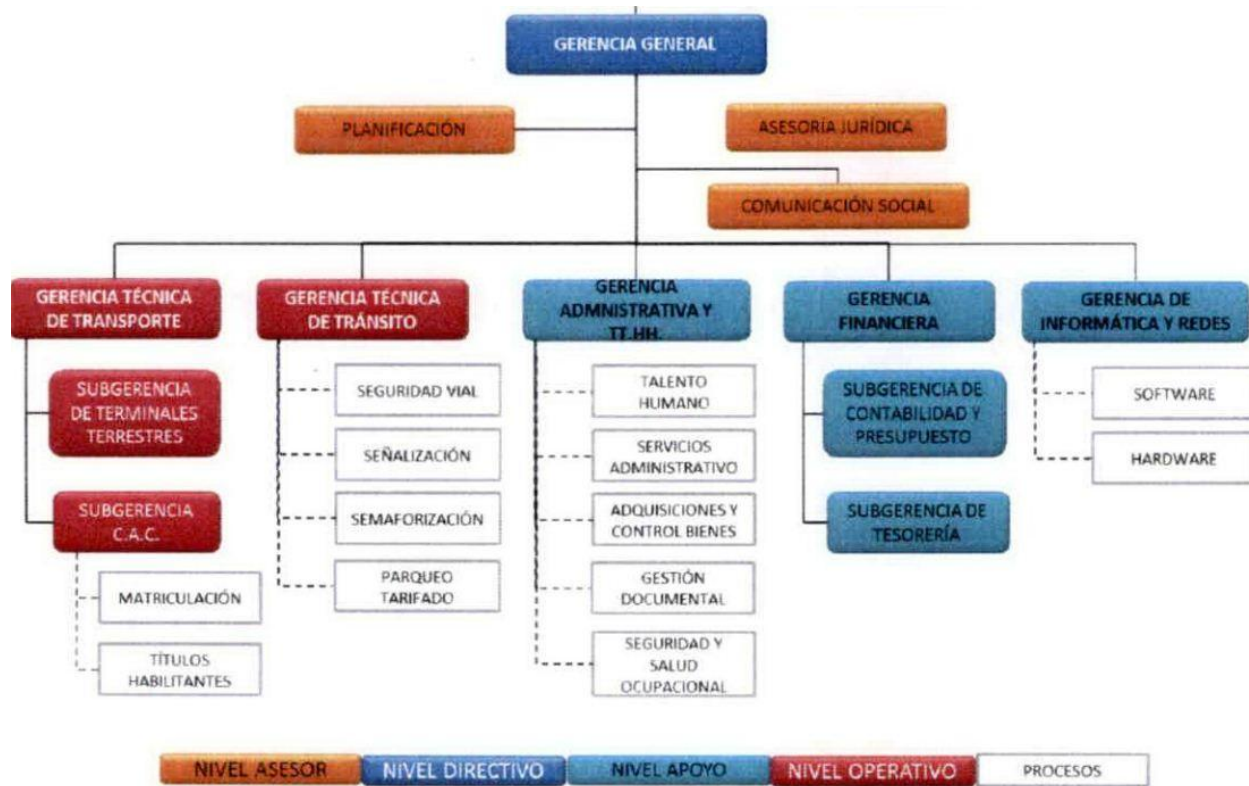 GERENCIA GENERAL
PLANIFICACIÓN
ASESORÍA JURÍDICA
COMUNICACIÓN SOCIAL
GERENCIA TÉCNICA
DE TRANSPORTE
SUBGERENCIA
DE TERMINALES
TERRESTRES
SUBGERENCIA
C.A.C.
MATRICULACIÓN
TÍTULOS
HABILITANTES
GERENCIA TÉCNICA
DE TRÁNSITO
SEGURIDAD VIAL
SEÑALIZACIÓN
SEMAFORIZACIÓN
PARQUEO
TARIFADO
GERENCIA
ADMNISTRATIVA Y
TT.HH.
TALENTO
HUMANO
SERVICIOS
ADMINISTRATIVO
ADQUISICIONES Y
CONTROL BIENES
GESTIÓN
DOCUMENTAL
SEGURIDAD Y
SALUD
OCUPACIONAL
GERENCIA
FINANCIERA
SUBGERENCIA DE
CONTABILIDAD Y
PRESUPUESTO
SUBGERENCIA DE
TESORERÍA
GERENCIA DE
INFORMÁTICA Y REDES
SOFTWARE
HARDWARE
NIVEL ASESOR
NIVEL DIRECTIVO
NIVEL APOYO
NIVEL OPERATIVO
PROCESOS